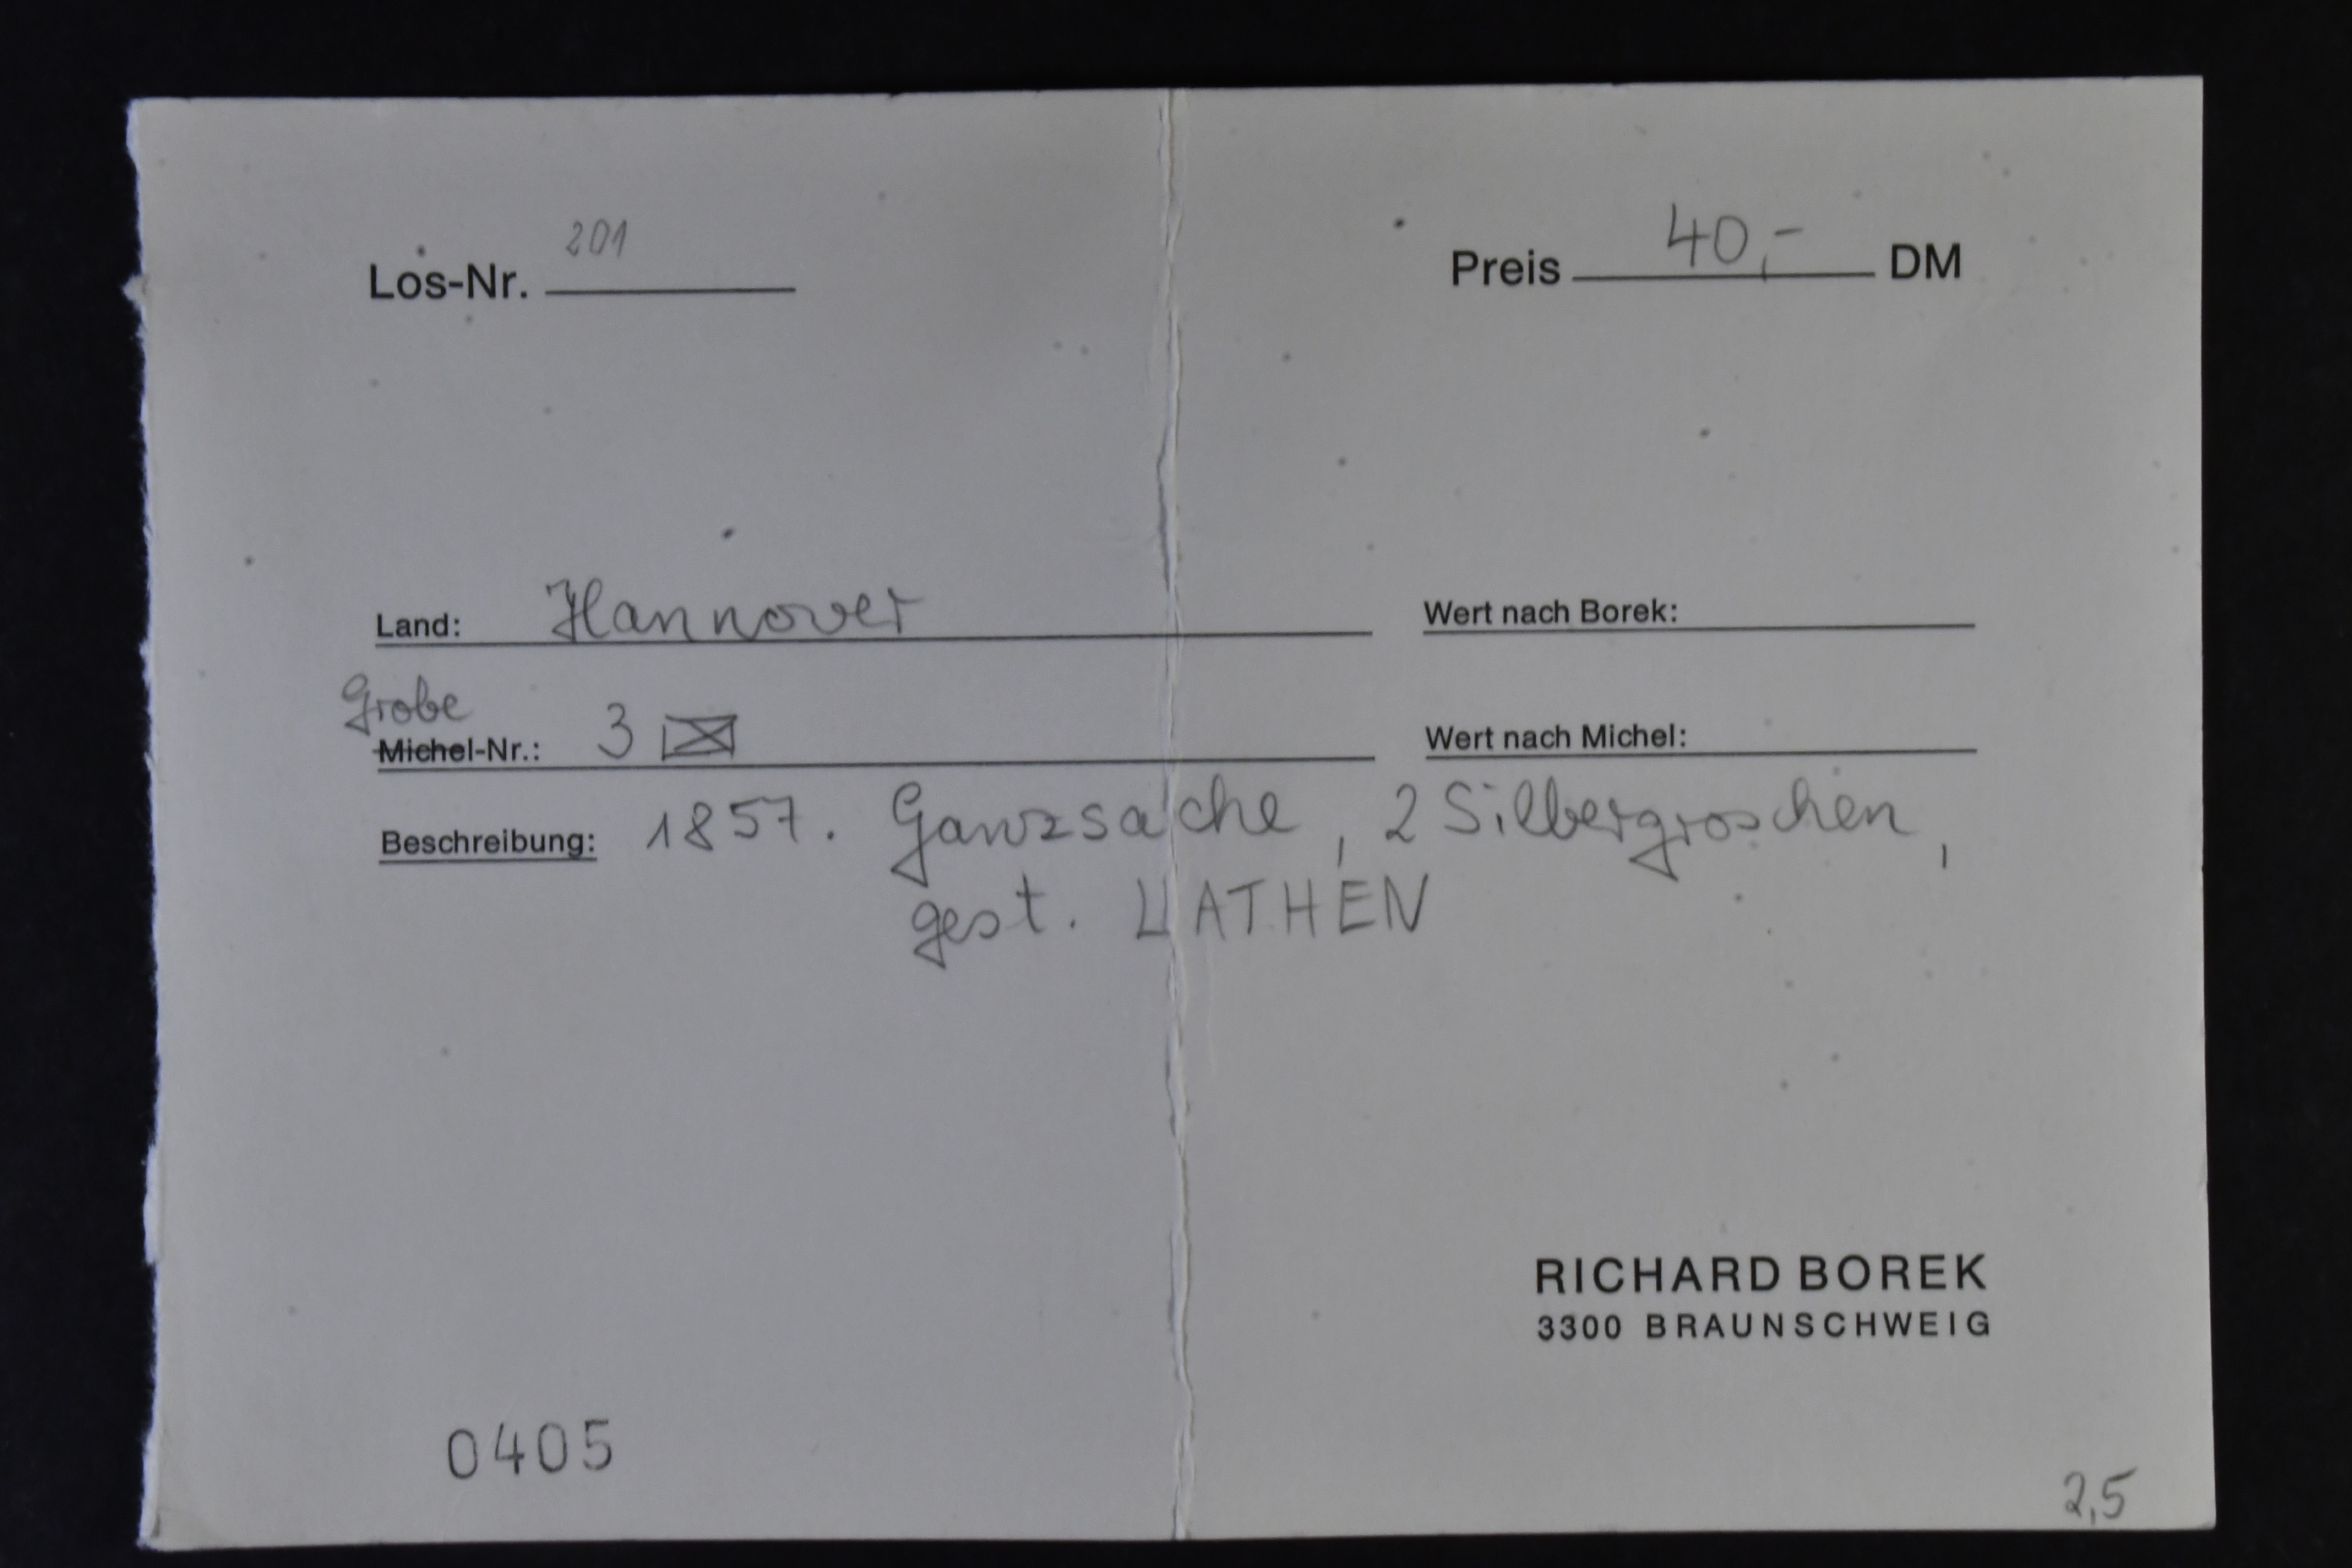 Los-Nr. 201
Preis 40,- DM
Land: Hannover
Wert nach Borek:
Grobe
Michel-Nr.: 3
Wert nach Michel:
Beschreibung: 1857. Ganzsache, 2 Silbergroschen,
gest. LATHEN
RICHARD BOREK
3300 BRAUNSCHWEIG
0405
2,5